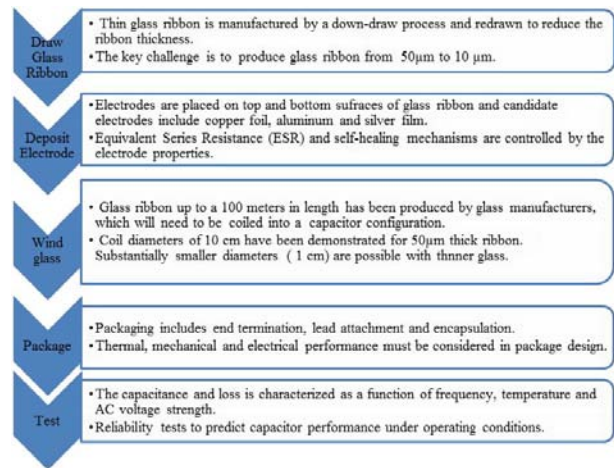 Draw
Glass
Ribbon
• Thin glass ribbon is manufactured by a down-draw process and redrawn to reduce the
ribbon thickness.
•The key challenge is to produce glass ribbon from 50µm to 10 µm.
Deposit
Electrode
•Electrodes are placed on top and bottom sufraces of glass ribbon and candidate
electrodes include copper foil, aluminum and silver film.
•Equivalent Series Resistance (ESR) and self-healing mechanisms are controlled by the
electrode properties.
Wind
glass
• Glass ribbon up to a 100 meters in length has been produced by glass manufacturers,
which will need to be coiled into a capacitor configuration.
• Coil diameters of 10 cm have been demonstrated for 50µm thick ribbon.
Substantially smaller diameters ( 1 cm) are possible with thnner glass.
Package
•Packaging includes end termination, lead attachment and encapsulation.
•Thermal, mechanical and electrical performance must be considered in package design.
Test
• The capacitance and loss is characterized as a function of frequency, temperature and
AC voltage strength.
•Reliability tests to predict capacitor performance under operating conditions.